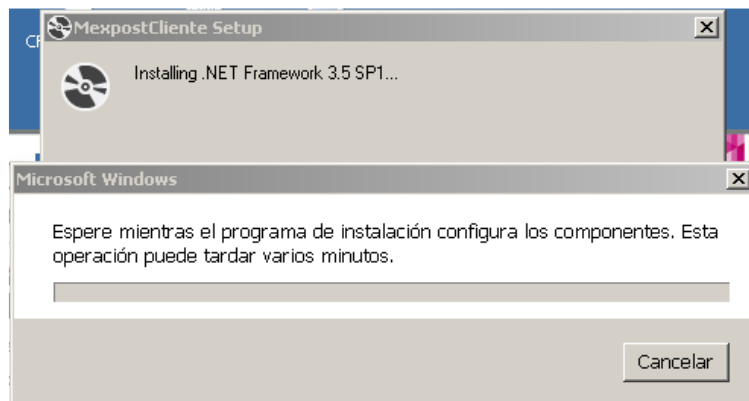 MexpostCliente Setup
Installing .NET Framework 3.5 SP1...
Microsoft Windows
Espere mientras el programa de instalación configura los componentes. Esta
operación puede tardar varios minutos.
Cancelar